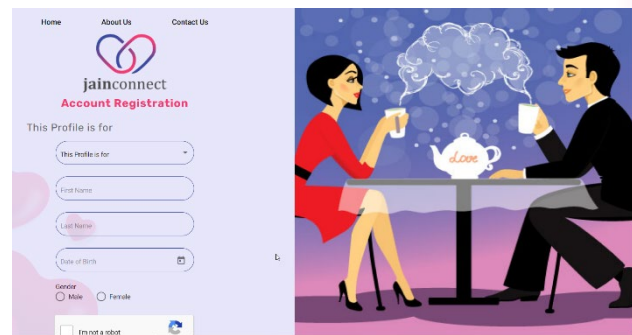 Home About Us Contact Us
jainconnect
Account Registration
This Profile is for
This Profile is for
First Name
Last Name
Date of Birth
Gender
Male Female
I'm not a robot
Love